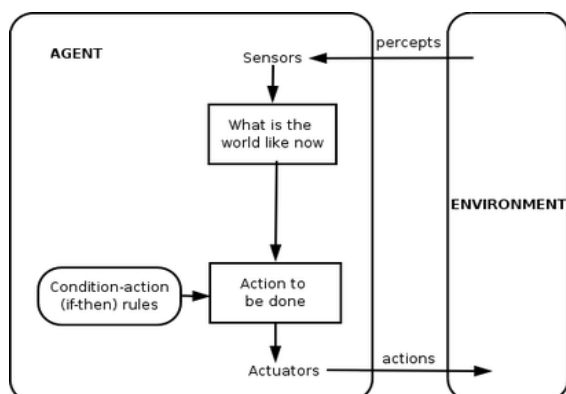 AGENT
Sensors
percepts
What is the
world like now
ENVIRONMENT
Condition-action
(if-then) rules
Action to
be done
Actuators
actions